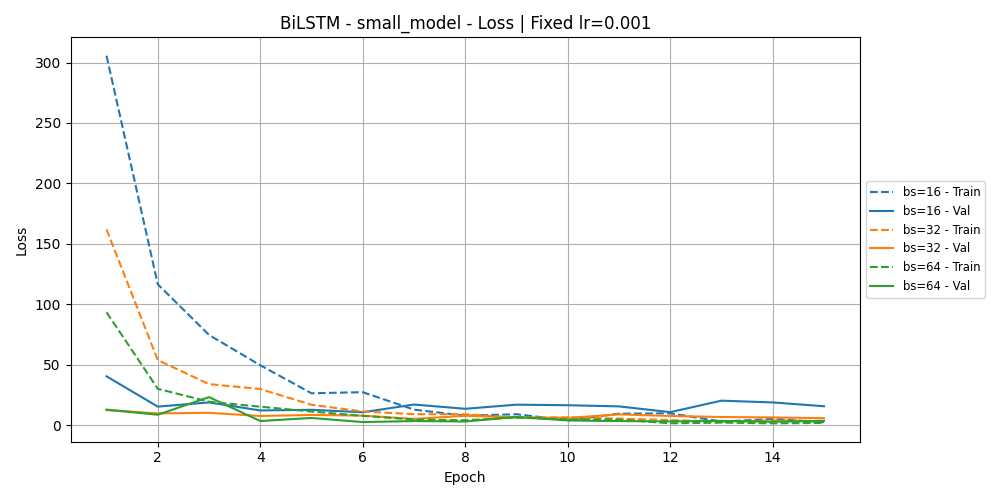 BiLSTM - small_model - Loss | Fixed lr=0.001
300
250
200
150
100
50
0
Loss
2
4
6
8
10
12
14
Epoch
bs=16 - Train
bs=16 - Val
bs=32 - Train
bs=32 - Val
bs=64 - Train
bs=64 - Val